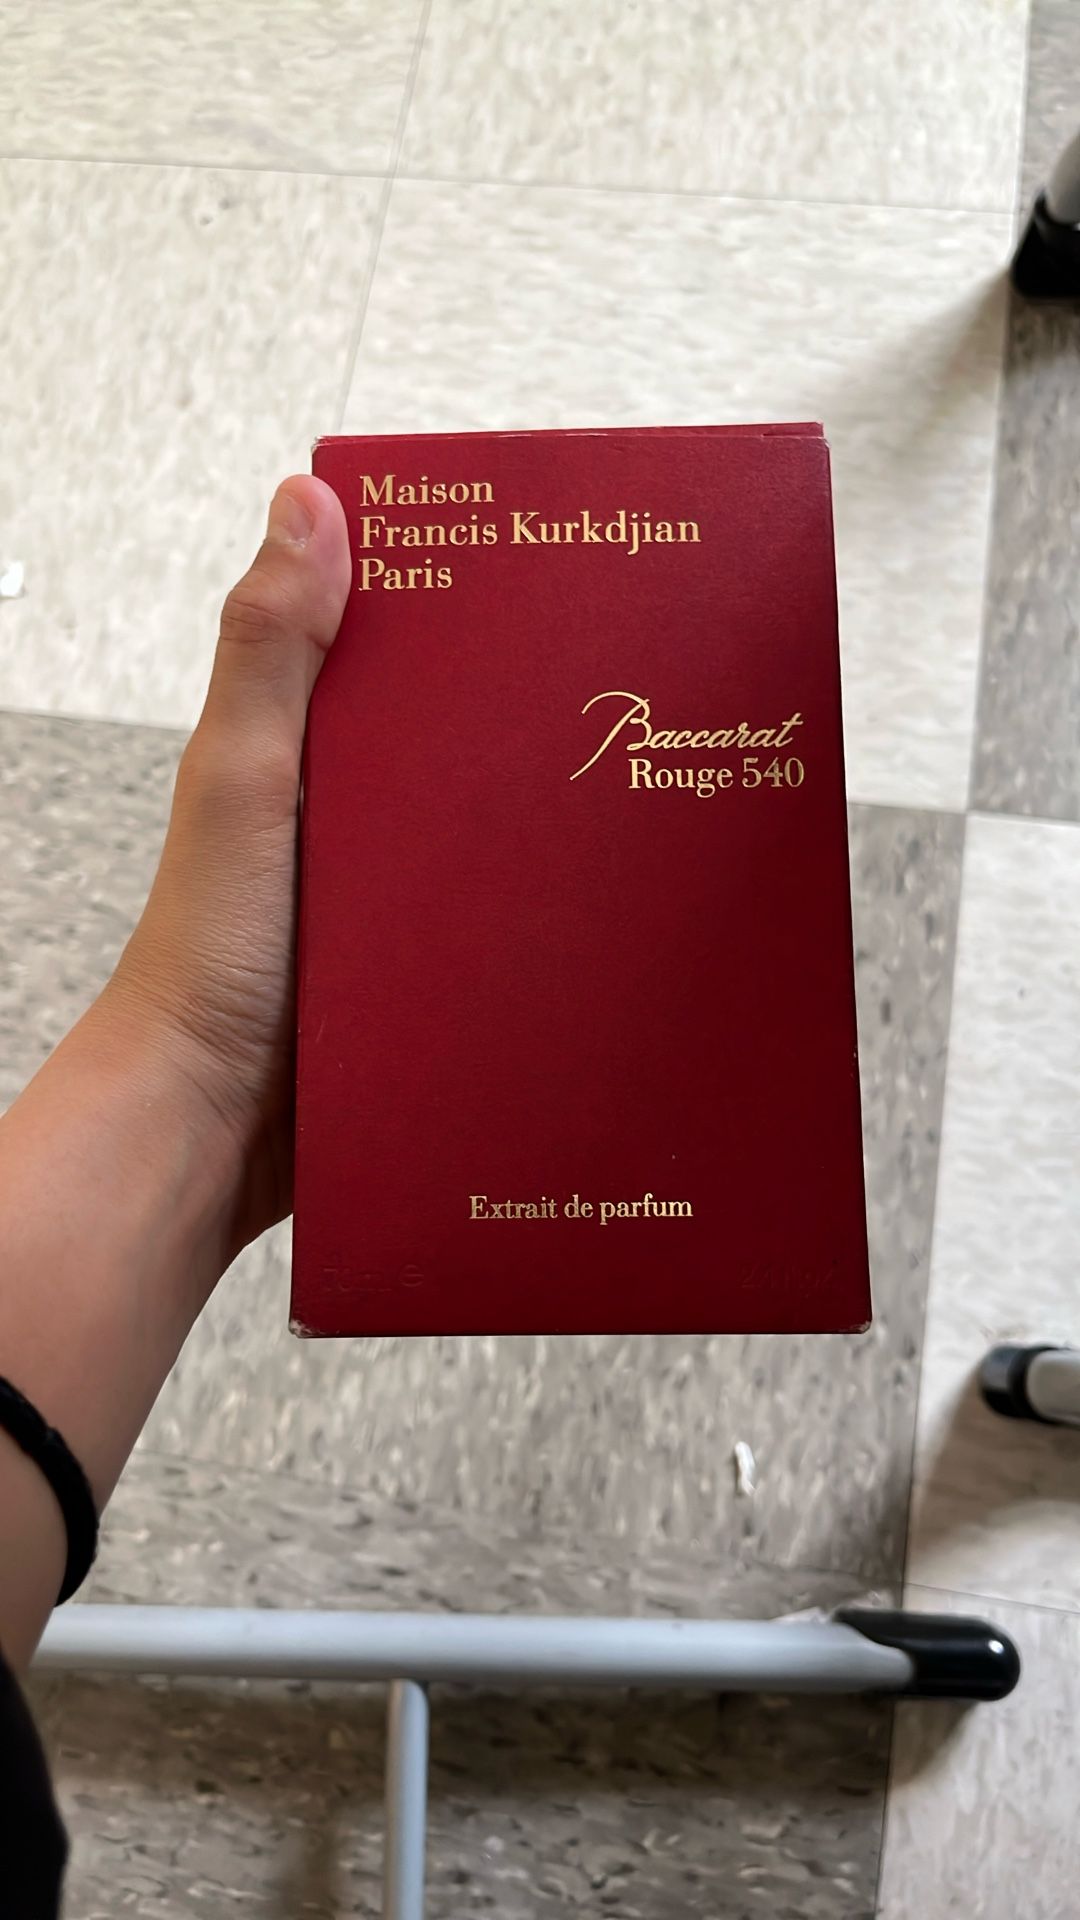 Maison
Francis Kurkdjian
Paris
Baccarat
Rouge 540
Extrait de parfum